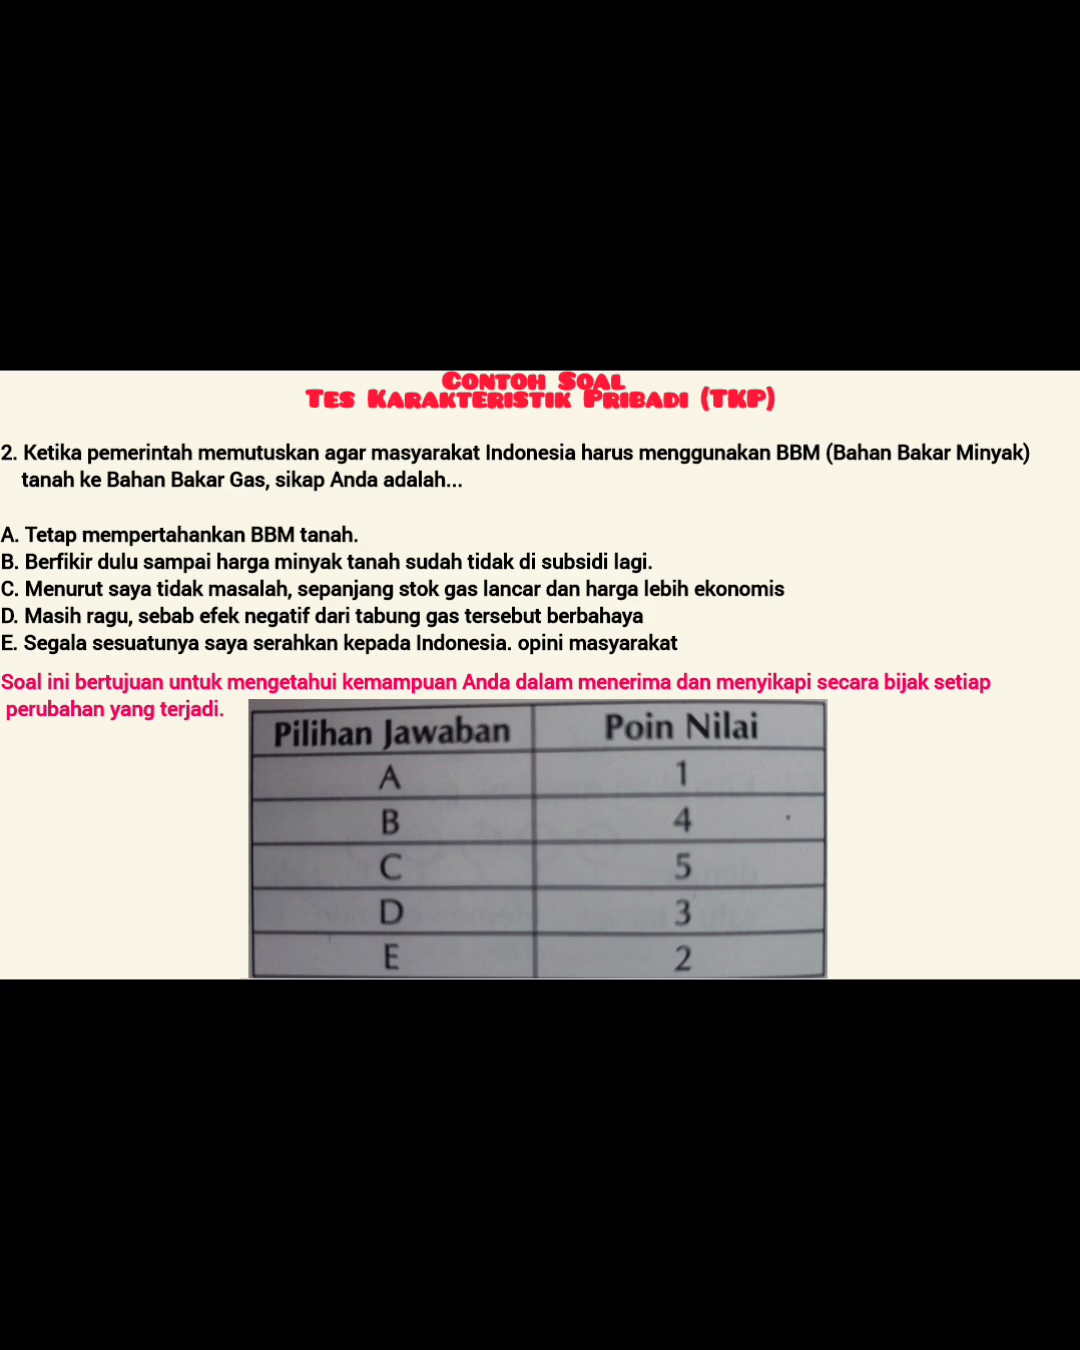 CONTOH SOAL
TES KARAKTERISTIK PRIBADI (TKP)
2. Ketika pemerintah memutuskan agar masyarakat Indonesia harus menggunakan BBM (Bahan Bakar Minyak)
tanah ke Bahan Bakar Gas, sikap Anda adalah...
A. Tetap mempertahankan BBM tanah.
B. Berfikir dulu sampai harga minyak tanah sudah tidak di subsidi lagi.
C. Menurut saya tidak masalah, sepanjang stok gas lancar dan harga lebih ekonomis
D. Masih ragu, sebab efek negatif dari tabung gas tersebut berbahaya
E. Segala sesuatunya saya serahkan kepada Indonesia. opini masyarakat
Soal ini bertujuan untuk mengetahui kemampuan Anda dalam menerima dan menyikapi secara bijak setiap
perubahan yang terjadi.
Pilihan Jawaban Poin Nilai
A 1
B 4
C 5
D 3
E 2